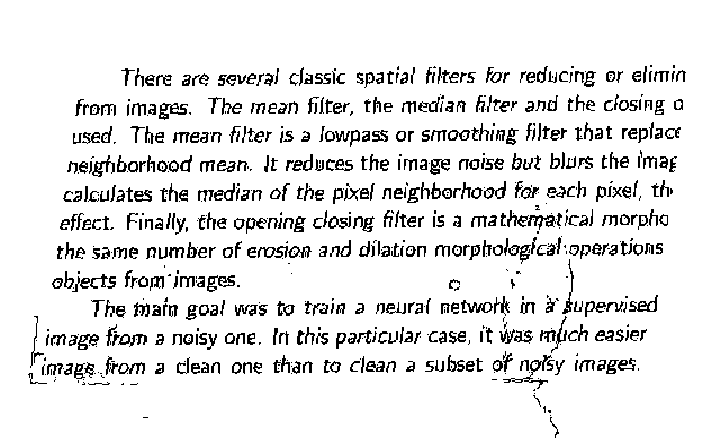 There are several classic spatial filters for reducing or elimin
from images. The mean filter, the median filter and the closing o
used. The mean filter is a lowpass or smoothing filter that replac
neighborhood mean. It reduces the image noise but blurs the imag
calculates the median of the pixel neighborhood for each pixel, th
effect. Finally, the opening closing filter is a mathematical morpho
the same number of erosion and dilation morphological operations
objects from images.
The main goal was to train a neural network in a supervised
image from a noisy one. In this particular case, it was much easier
image from a clean one than to clean a subset of noisy images.